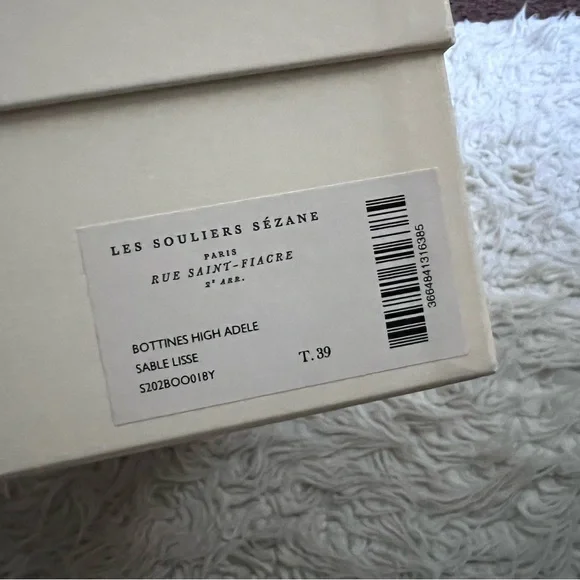 LES SOULIERS SÉZANE
PARIS
RUE SAINT-FIACRE
2e ARR.
BOTTINES HIGH ADELE
SABLE LISSE
S202BOO01BY
T.39
3664841316385